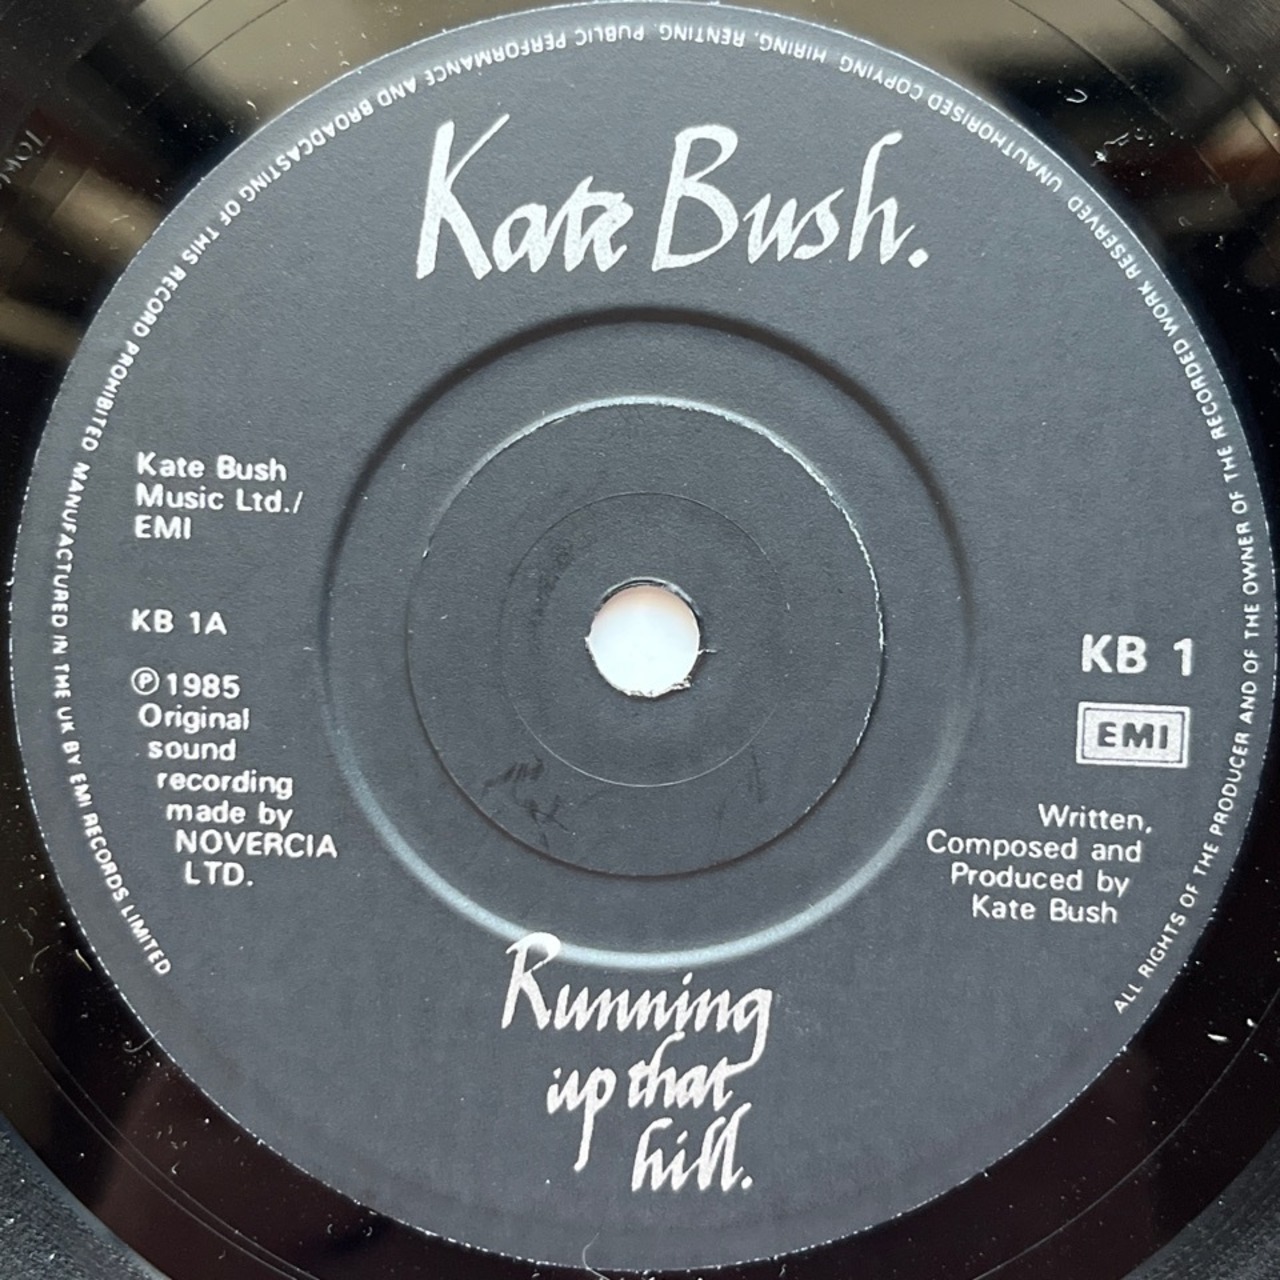 Kate Bush.
Kate Bush
Music Ltd./
EMI
KB 1A
Ⓟ 1985
Original
sound
recording
made by
NOVERCIA
LTD.
KB 1
EMI
Written,
Composed and
Produced by
Kate Bush
Running
up that
hill.
ALL RIGHTS OF THE PRODUCER AND OF THE OWNER OF THE RECORDED WORK RESERVED UNAUTHORISED COPYING, HIRING, RENTING, PUBLIC PERFORMANCE AND BROADCASTING OF THIS RECORD PROHIBITED MANUFACTURED IN THE UK BY EMI RECORDS LIMITED